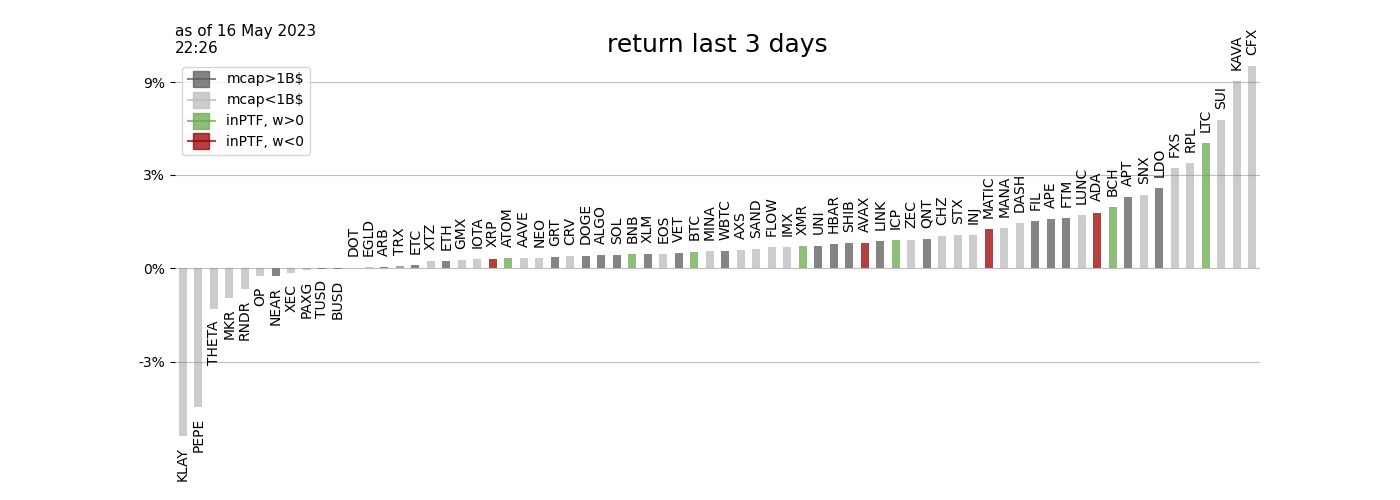 as of 16 May 2023
22:26
return last 3 days
mcap>1B$
mcap<1B$
inPTF, w>0
inPTF, w<0
9%
3%
0%
-3%
KLAY
PEPE
THETA
MKR
RNDR
OP
NEAR
XEC
PAXG
TUSD
BUSD
DOT
EGLD
ARB
TRX
ETC
XTZ
ETH
GMX
IOTA
XRP
ATOM
AAVE
NEO
GRT
CRV
DOGE
ALGO
SOL
BNB
XLM
EOS
VET
BTC
MINA
WBTC
AXS
SAND
FLOW
IMX
XMR
UNI
HBAR
SHIB
AVAX
LINK
ICP
ZEC
QNT
CHZ
STX
INJ
MATIC
MANA
DASH
FIL
APE
FTM
LUNC
ADA
BCH
APT
SNX
LDO
FXS
RPL
LTC
SUI
KAVA
CFX